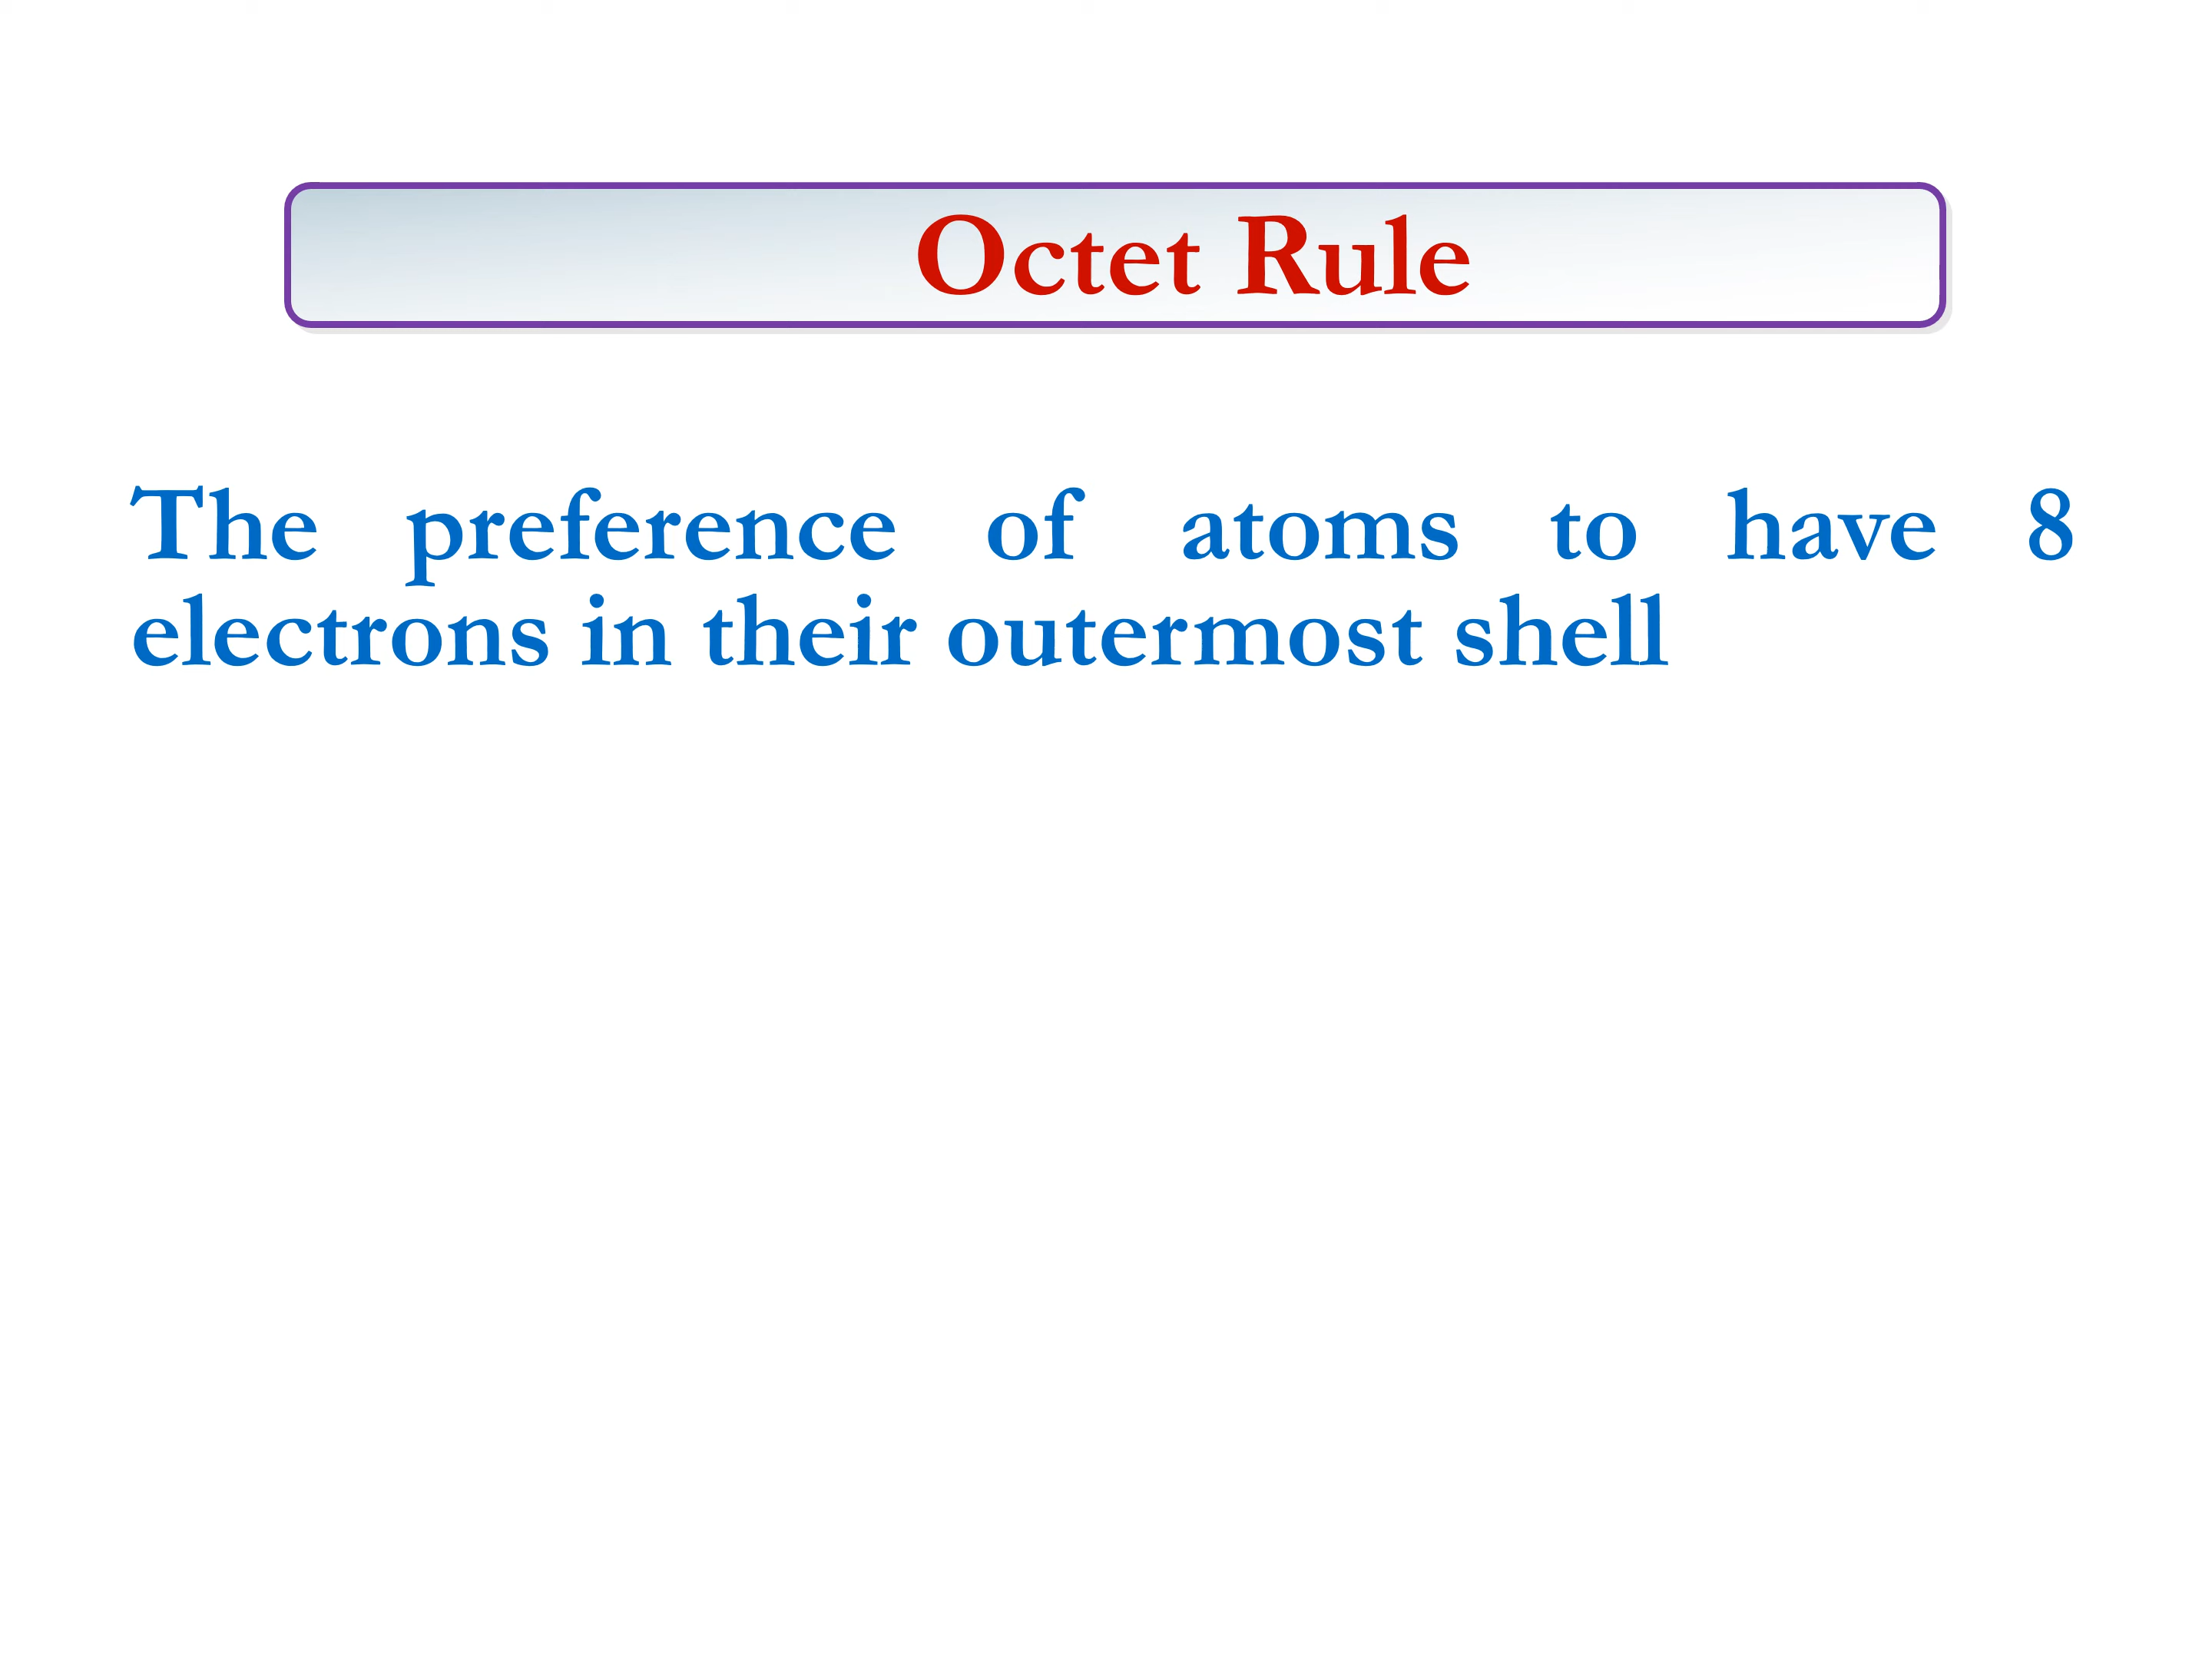 Octet Rule
The preference of atoms to have 8
electrons in their outermost shell